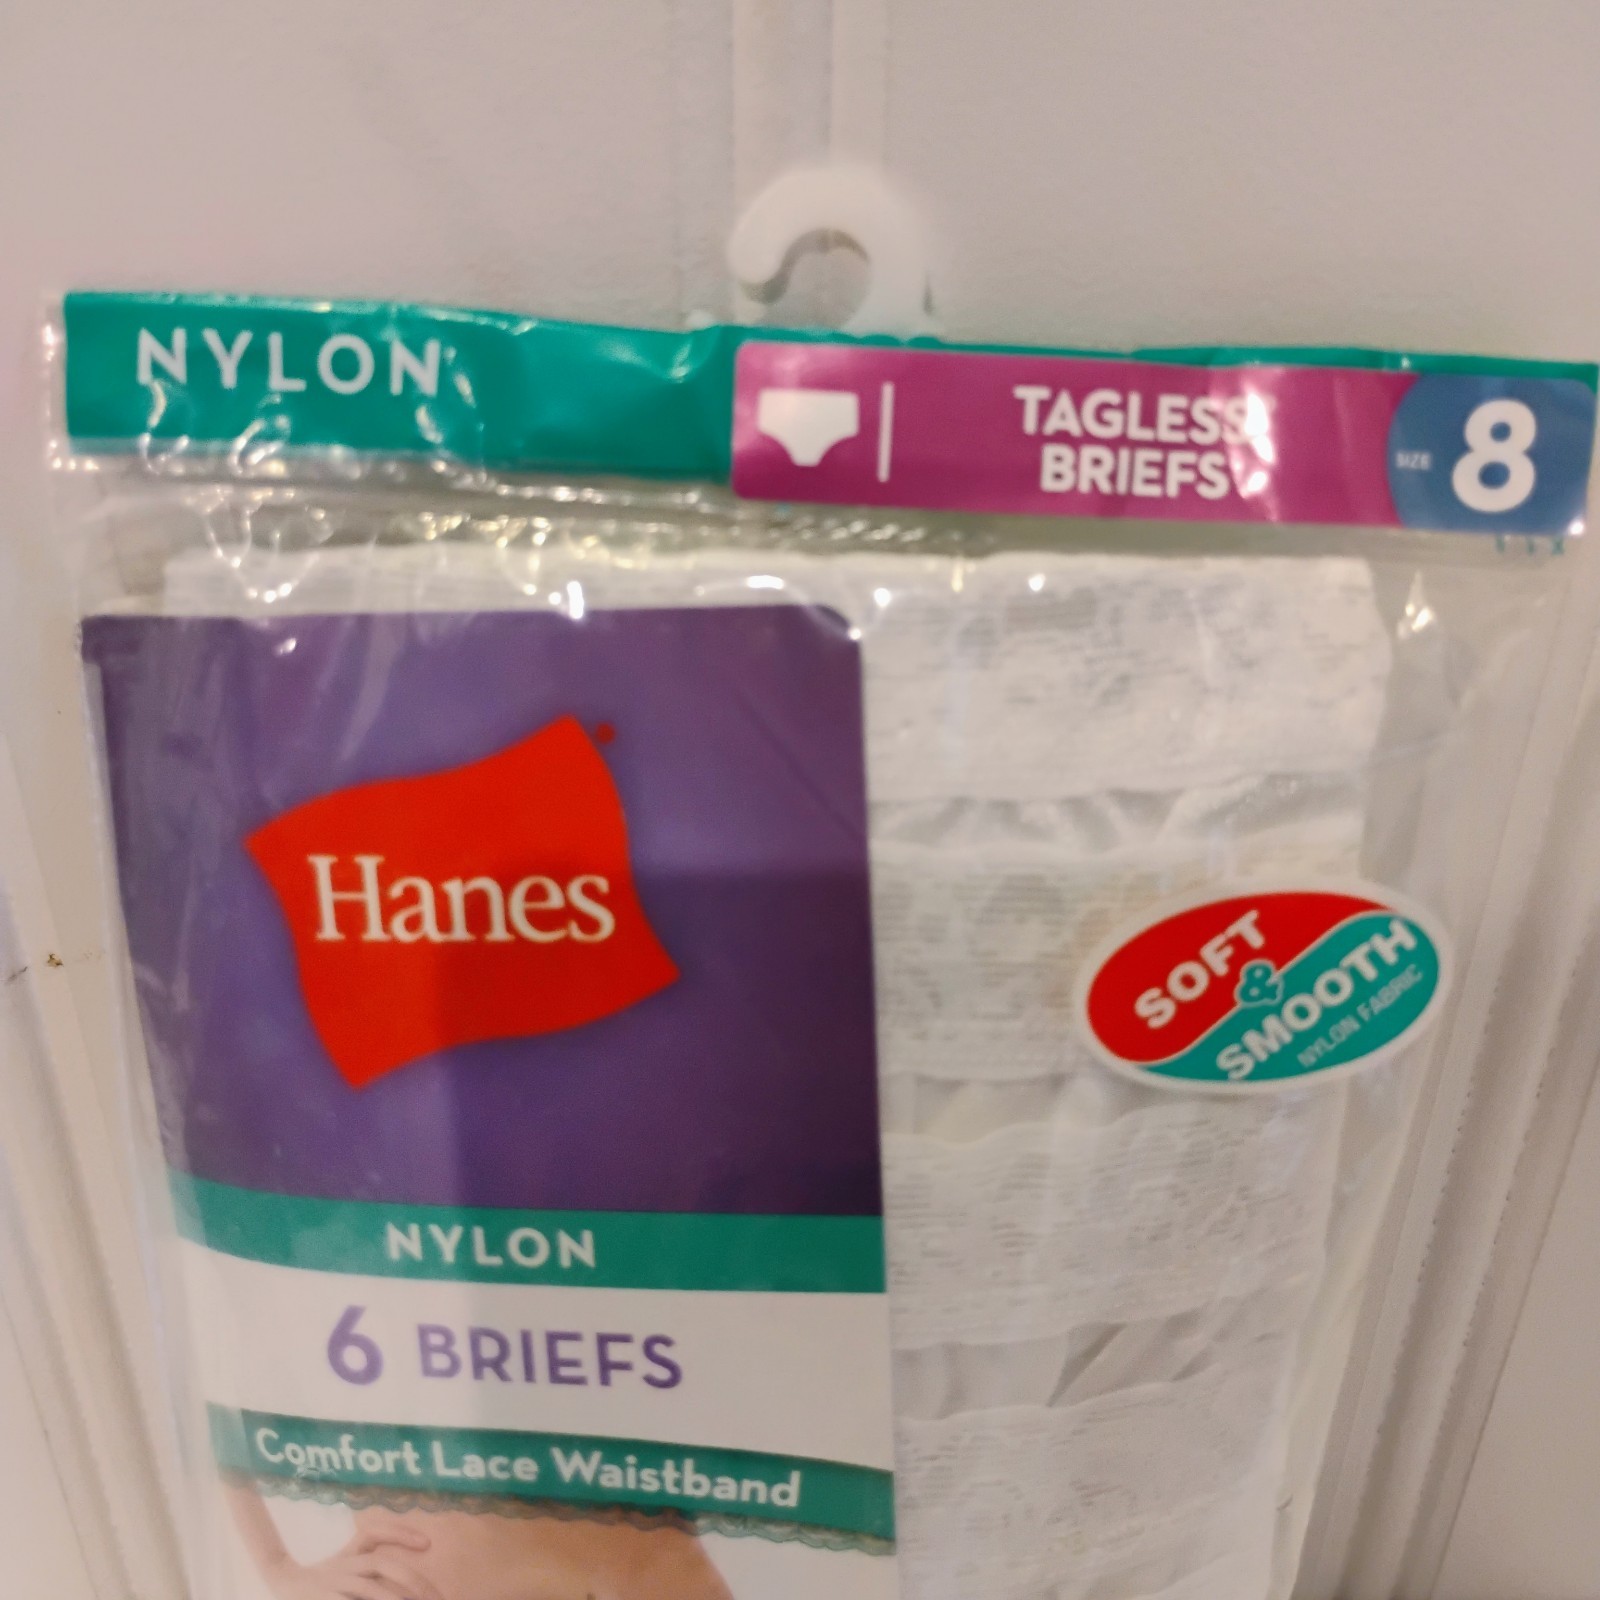 NYLON
TAGLESS
BRIEFS
SIZE 8
Hanes
SOFT
&
SMOOTH
NYLON FABRIC
NYLON
6 BRIEFS
Comfort Lace Waistband